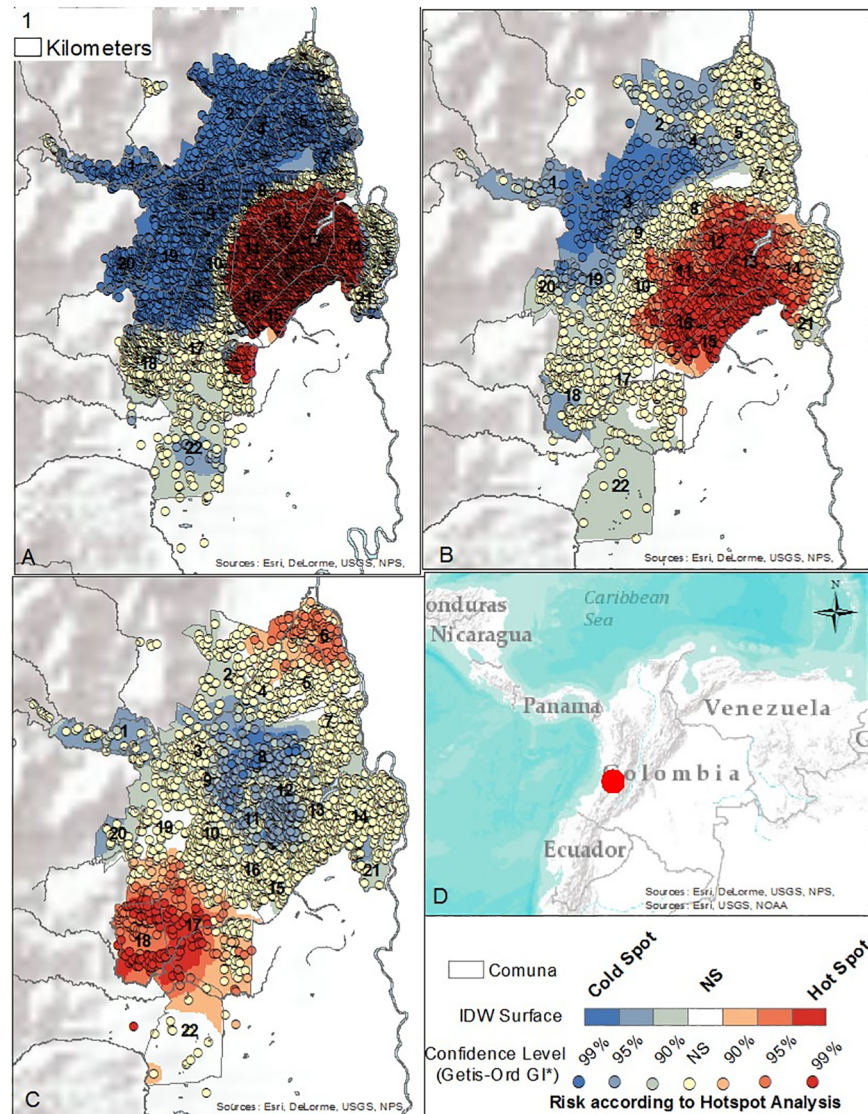 1
Kilometers
2
4
5
6
7
1
3
8
9
12
11
13
14
20
19
10
16
15
21
18
17
22
A
Sources: Esri, DeLorme, USGS, NPS,
6
2
4
5
1
7
3
8
9
12
13
14
20
19
10
11
16
15
21
18
17
22
B
Sources: Esri, DeLorme, USGS, NPS,
6
2
4
5
1
7
3
8
9
12
13
14
20
19
10
11
16
15
21
18
17
22
C
Sources: Esri, DeLorme, USGS, NPS,
onduras
Caribbean
Sea
N
Nicaragua
Panama
Venezuela
Colombia
Ecuador
D
Sources: Esri, DeLorme, USGS, NPS,
Sources: Esri, USGS, NOAA
Comuna
Cold Spot
NS
Hot Spot
IDW Surface
Confidence Level
(Getis-Ord GI*)
99% 95% 90% NS 90% 95% 99%
Risk according to Hotspot Analysis